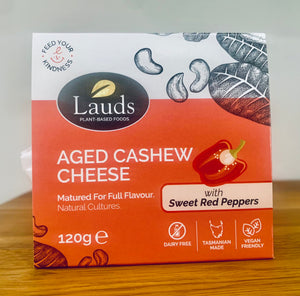 FEED YOUR
KINDNESS
Lauds
PLANT-BASED FOODS
AGED CASHEW
CHEESE
Matured For Full Flavour.
Natural Cultures.
with
Sweet Red Peppers
120g e
DAIRY FREE
TASMANIAN
MADE
VEGAN
FRIENDLY